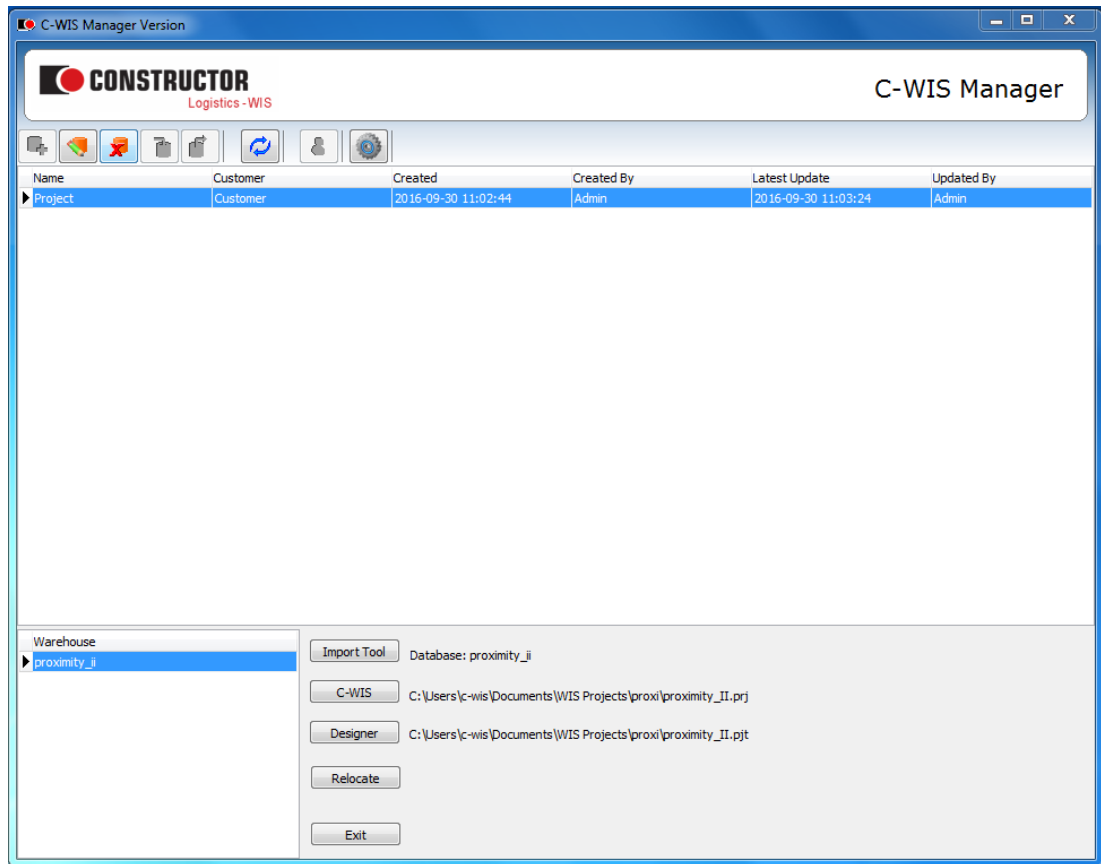 C-WIS Manager Version
CONSTRUCTOR
Logistics - WIS
C-WIS Manager
Name Customer Created Created By Latest Update Updated By
Project Customer 2016-09-30 11:02:44 Admin 2016-09-30 11:03:24 Admin
Warehouse
proximity_ii
Import Tool Database: proximity_ii
C-WIS C:\Users\c-wis\Documents\WIS Projects\proxi\proximity_II.prj
Designer C:\Users\c-wis\Documents\WIS Projects\proxi\proximity_II.pjt
Relocate
Exit